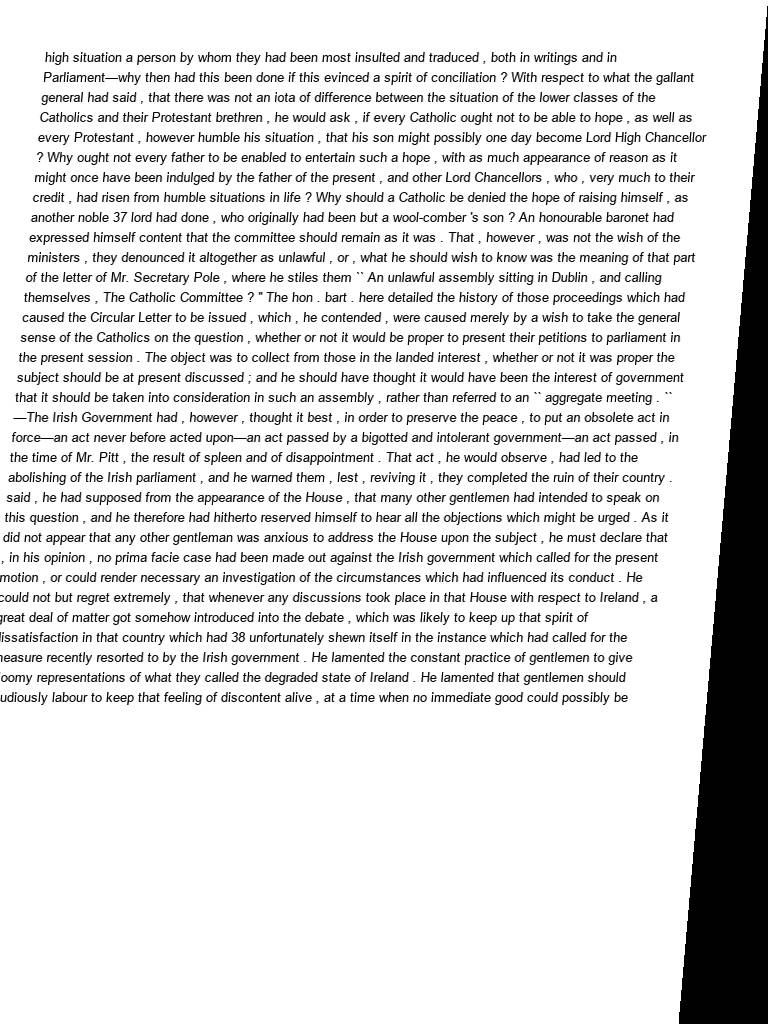 high situation a person by whom they had been most insulted and traduced , both in writings and in
Parliament—why then had this been done if this evinced a spirit of conciliation ? With respect to what the gallant
general had said , that there was not an iota of difference between the situation of the lower classes of the
Catholics and their Protestant brethren , he would ask , if every Catholic ought not to be able to hope , as well as
every Protestant , however humble his situation , that his son might possibly one day become Lord High Chancellor
? Why ought not every father to be enabled to entertain such a hope , with as much appearance of reason as it
might once have been indulged by the father of the present , and other Lord Chancellors , who , very much to their
credit , had risen from humble situations in life ? Why should a Catholic be denied the hope of raising himself , as
another noble 37 lord had done , who originally had been but a wool-comber 's son ? An honourable baronet had
expressed himself content that the committee should remain as it was . That , however , was not the wish of the
ministers , they denounced it altogether as unlawful , or , what he should wish to know was the meaning of that part
of the letter of Mr. Secretary Pole , where he stiles them `` An unlawful assembly sitting in Dublin , and calling
themselves , The Catholic Committee ? " The hon . bart . here detailed the history of those proceedings which had
caused the Circular Letter to be issued , which , he contended , were caused merely by a wish to take the general
sense of the Catholics on the question , whether or not it would be proper to present their petitions to parliament in
the present session . The object was to collect from those in the landed interest , whether or not it was proper the
subject should be at present discussed ; and he should have thought it would have been the interest of government
that it should be taken into consideration in such an assembly , rather than referred to an `` aggregate meeting . ``
—The Irish Government had , however , thought it best , in order to preserve the peace , to put an obsolete act in
force—an act never before acted upon—an act passed by a bigotted and intolerant government—an act passed , in
the time of Mr. Pitt , the result of spleen and of disappointment . That act , he would observe , had led to the
abolishing of the Irish parliament , and he warned them , lest , reviving it , they completed the ruin of their country .
said , he had supposed from the appearance of the House , that many other gentlemen had intended to speak on
this question , and he therefore had hitherto reserved himself to hear all the objections which might be urged . As it
did not appear that any other gentleman was anxious to address the House upon the subject , he must declare that
, in his opinion , no prima facie case had been made out against the Irish government which called for the present
motion , or could render necessary an investigation of the circumstances which had influenced its conduct . He
could not but regret extremely , that whenever any discussions took place in that House with respect to Ireland , a
great deal of matter got somehow introduced into the debate , which was likely to keep up that spirit of
in that country which had 38 unfortunately shewn itself in the instance which had called for the
recently resorted to by the Irish government . He lamented the constant practice of gentlemen to give
representations of what they called the degraded state of Ireland . He lamented that gentlemen should
labour to keep that feeling of discontent alive , at a time when no immediate good could possibly be